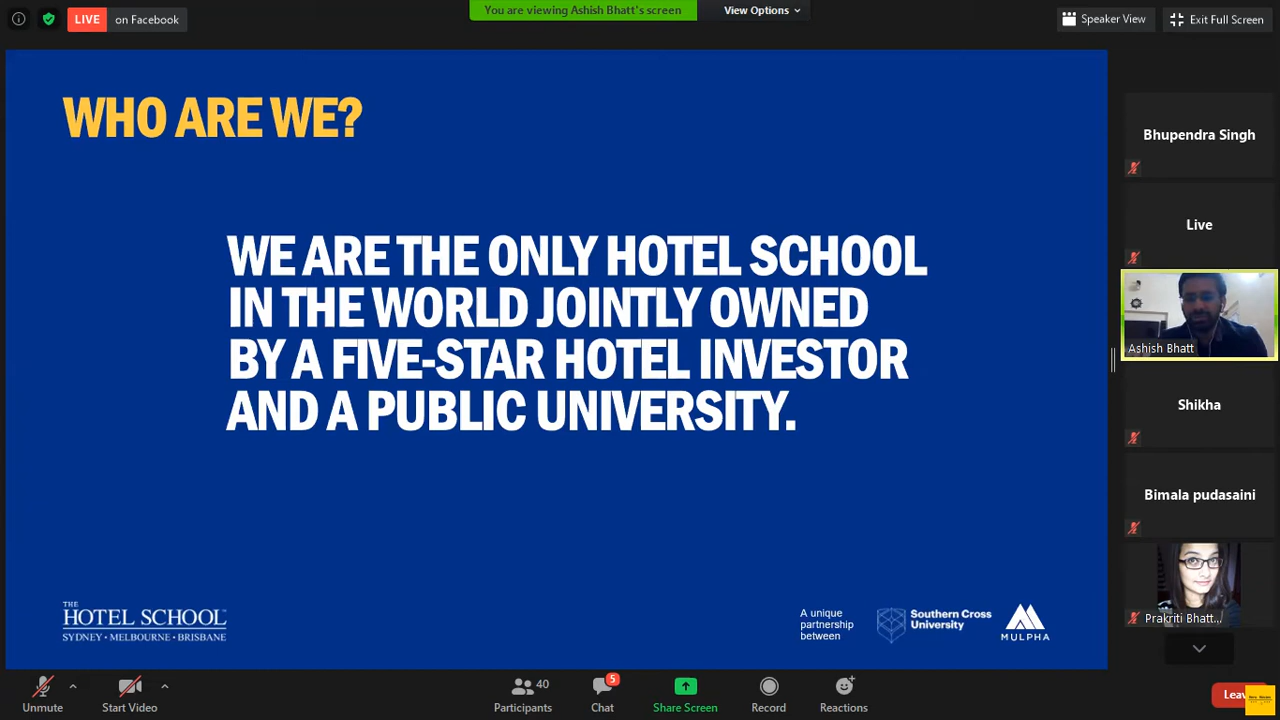 LIVE on Facebook
You are viewing Ashish Bhatt's screen
View Options
Speaker View
Exit Full Screen
WHO ARE WE?
WE ARE THE ONLY HOTEL SCHOOL
IN THE WORLD JOINTLY OWNED
BY A FIVE-STAR HOTEL INVESTOR
AND A PUBLIC UNIVERSITY.
THE
HOTEL SCHOOL™
SYDNEY • MELBOURNE • BRISBANE
A unique
partnership
between
Southern Cross
University
MULPHA
Bhupendra Singh
Live
Ashish Bhatt
Shikha
Bimala pudasaini
Prakriti Bhatt...
Unmute
Start Video
40
Participants
5
Chat
Share Screen
Record
Reactions